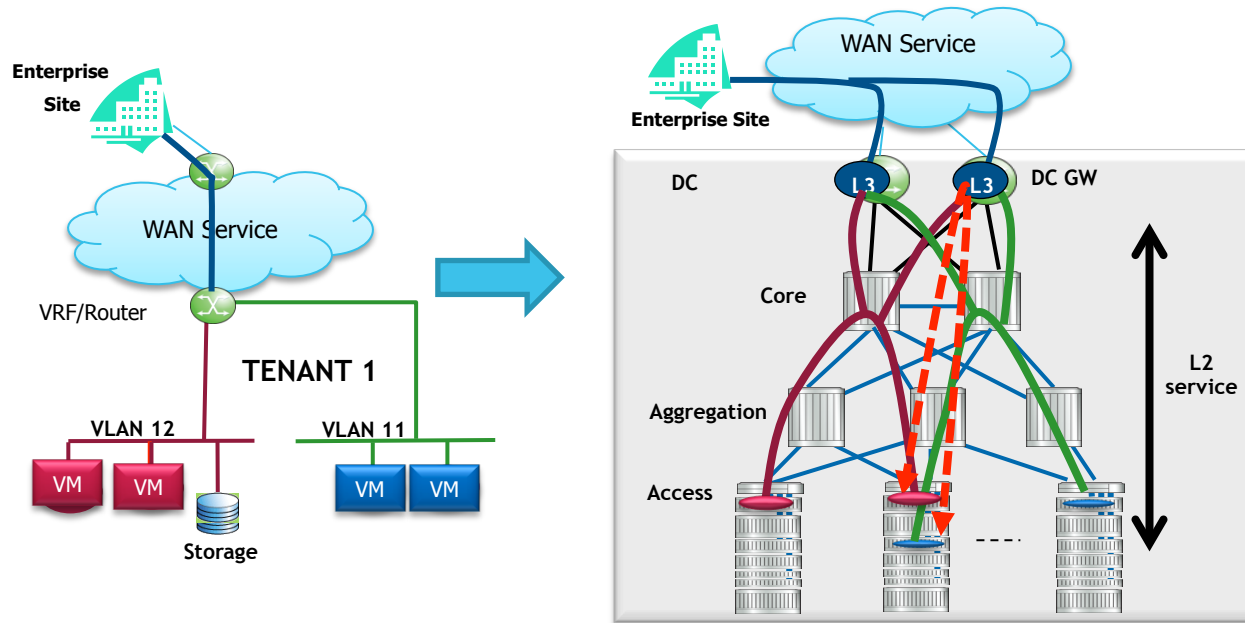 Enterprise
Site
WAN Service
VRF/Router
TENANT 1
VLAN 12
VLAN 11
VM
VM
VM
VM
Storage
WAN Service
Enterprise Site
DC
L3
L3
DC GW
Core
L2
service
Aggregation
Access